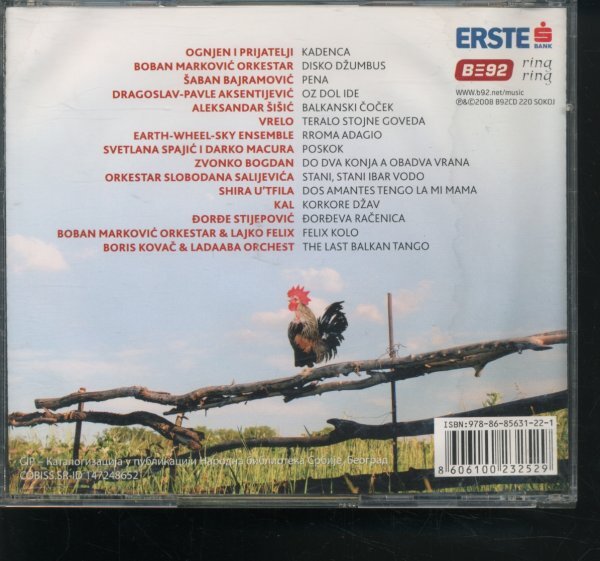 OGNJEN I PRIJATELJI KADENCA
BOBAN MARKOVIĆ ORKESTAR DISKO DŽUMBUS
ŠABAN BAJRAMOVIĆ PENA
DRAGOSLAV-PAVLE AKSENTIJEVIĆ OZ DOL IDE
ALEKSANDAR ŠIŠIĆ BALKANSKI ČOČEK
VRELO TERALO STOJNE GOVEDA
EARTH-WHEEL-SKY ENSEMBLE RROMA ADAGIO
SVETLANA SPAJIĆ I DARKO MACURA POSKOK
ZVONKO BOGDAN DO DVA KONJA A OBADVA VRANA
ORKESTAR SLOBODANA SALIJEVIĆA STANI, STANI IBAR VODO
SHIRA U'TFILA DOS AMANTES TENGO LA MI MAMA
KAL KORKORE DŽAV
ĐORĐE STIJEPOVIĆ ĐORĐEVA RAČENICA
BOBAN MARKOVIĆ ORKESTAR & LAJKO FELIX FELIX KOLO
BORIS KOVAČ & LADAABA ORCHEST THE LAST BALKAN TANGO
ERSTE S
BANK
B92 ring
ring
www.b92.net/music
℗&©2008 B92CD 220 SOKOJ
CIP – Каталогизација у публикацији Народна библиотека Србије, Београд
COBISS.SR-ID 147248652
ISBN: 978-86-85631-22-1
8 606100 232529